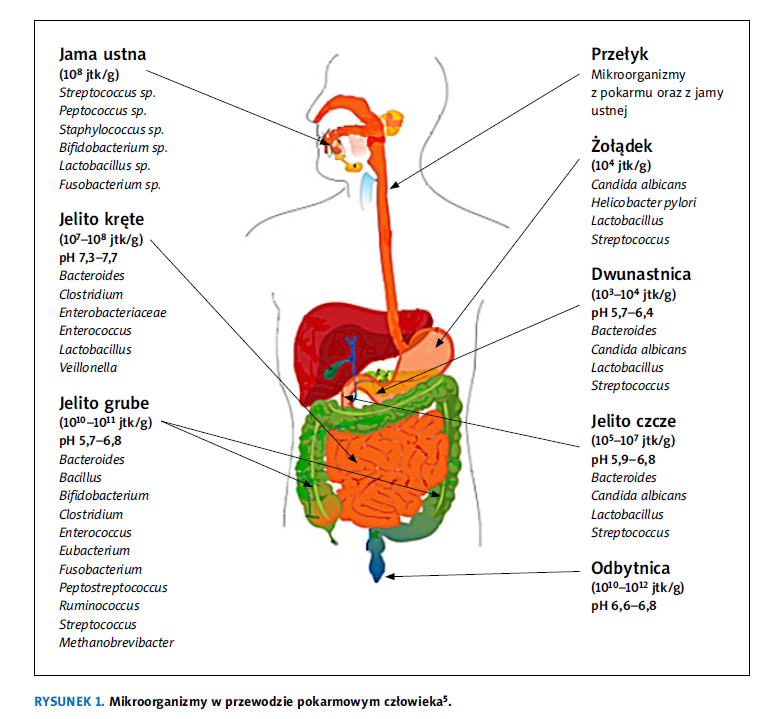 Jama ustna
(10⁸ jtk/g)
Streptococcus sp.
Peptococcus sp.
Staphylococcus sp.
Bifidobacterium sp.
Lactobacillus sp.
Fusobacterium sp.
Jelito kręte
(10⁷–10⁸ jtk/g)
pH 7,3–7,7
Bacteroides
Clostridium
Enterobacteriaceae
Enterococcus
Lactobacillus
Veillonella
Jelito grube
(10¹⁰–10¹¹ jtk/g)
pH 5,7–6,8
Bacteroides
Bacillus
Bifidobacterium
Clostridium
Enterococcus
Eubacterium
Fusobacterium
Peptostreptococcus
Ruminococcus
Streptococcus
Methanobrevibacter
Przełyk
Mikroorganizmy
z pokarmu oraz z jamy
ustnej
Żołądek
(10⁴ jtk/g)
Candida albicans
Helicobacter pylori
Lactobacillus
Streptococcus
Dwunastnica
(10³–10⁴ jtk/g)
pH 5,7–6,4
Bacteroides
Candida albicans
Lactobacillus
Streptococcus
Jelito czcze
(10⁵–10⁷ jtk/g)
pH 5,9–6,8
Bacteroides
Candida albicans
Lactobacillus
Streptococcus
Odbytnica
(10¹⁰–10¹² jtk/g)
pH 6,6–6,8
RYSUNEK 1. Mikroorganizmy w przewodzie pokarmowym człowieka⁵.